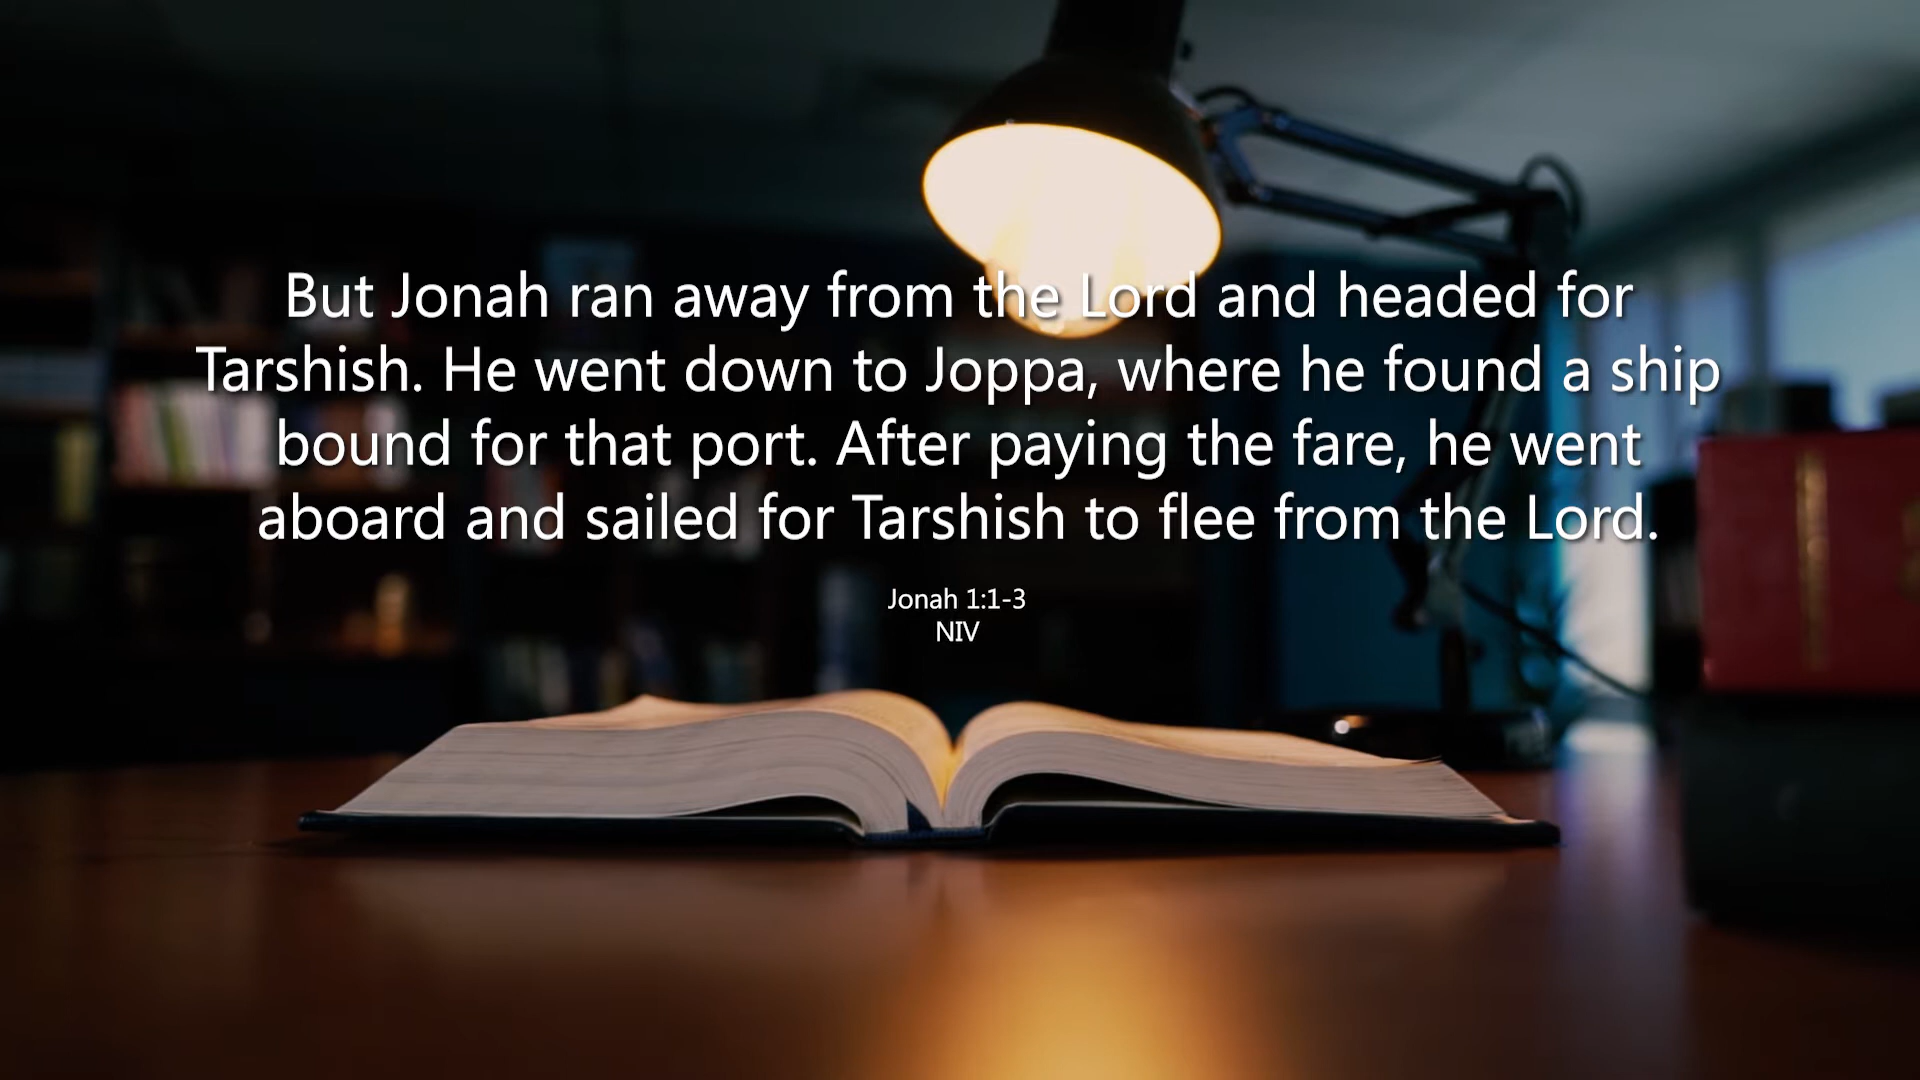 But Jonah ran away from the Lord and headed for
Tarshish. He went down to Joppa, where he found a ship
bound for that port. After paying the fare, he went
aboard and sailed for Tarshish to flee from the Lord.
Jonah 1:1-3
NIV